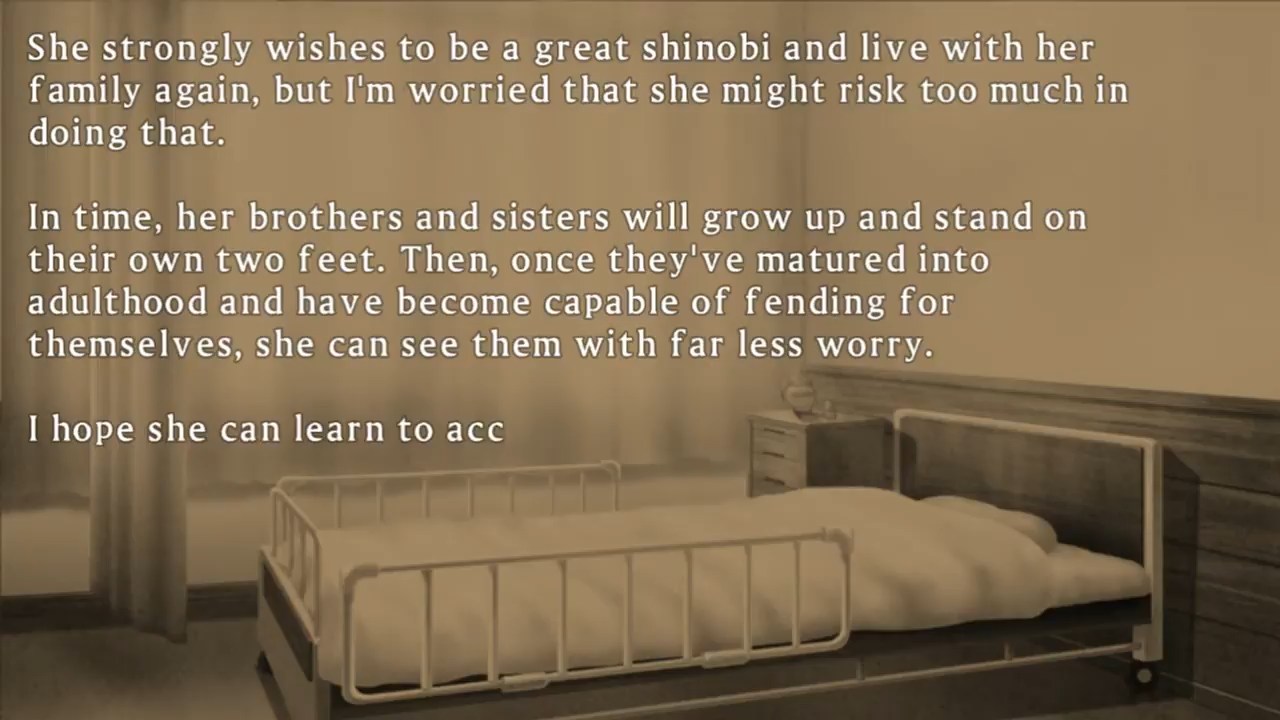 She strongly wishes to be a great shinobi and live with her
family again, but I'm worried that she might risk too much in
doing that.
In time, her brothers and sisters will grow up and stand on
their own two feet. Then, once they've matured into
adulthood and have become capable of fending for
themselves, she can see them with far less worry.
I hope she can learn to acc